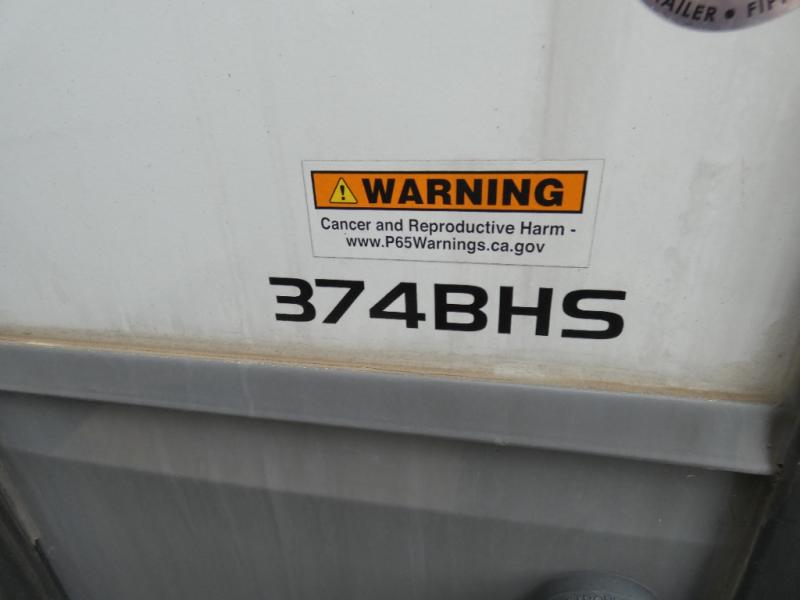 WARNING
Cancer and Reproductive Harm -
www.P65Warnings.ca.gov
374BHS